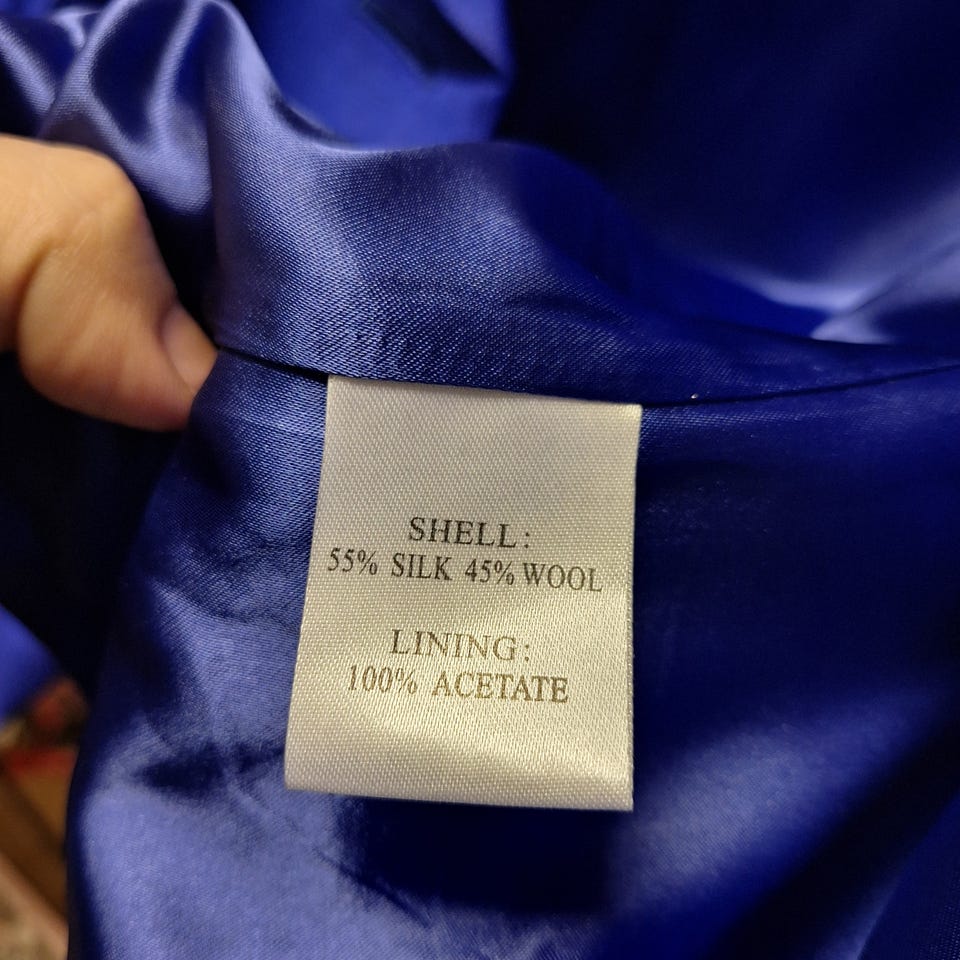 SHELL:
55% SILK 45% WOOL
LINING:
100% ACETATE